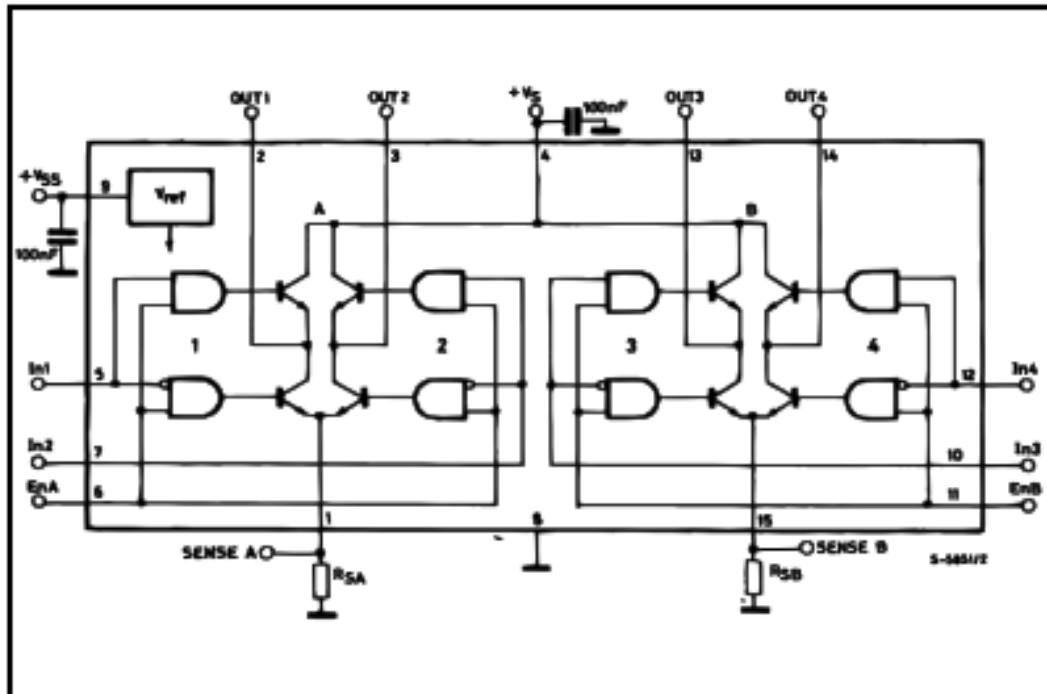 OUT1
OUT2
+VS
100nF
OUT3
OUT4
2
3
4
13
14
+VSS
9
Vref
100nF
A
B
1
2
3
4
In1
5
12
In4
In2
7
10
In3
EnA
6
11
EnB
1
8
15
SENSE A
SENSE B
RSA
RSB
S-5851/2